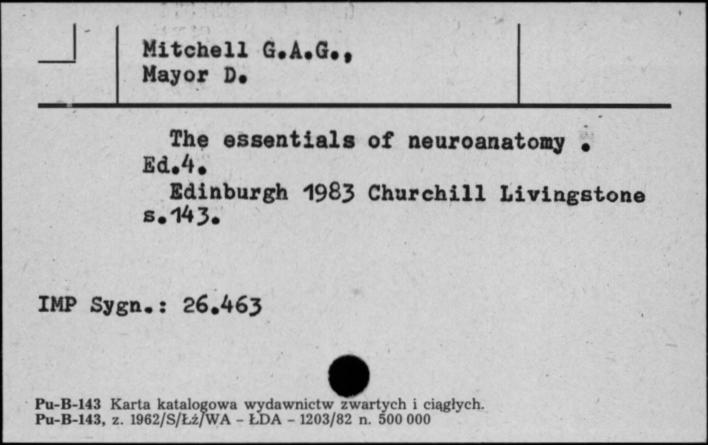 Mitchell G.A.G.,
Mayor D.
The essentials of neuroanatomy .
Ed.4.
Edinburgh 1983 Churchill Livingstone
s.143.
IMP Sygn.: 26.463
Pu-B-143 Karta katalogowa wydawnictw zwartych i ciągłych.
Pu-B-143, z. 1962/S/Łż/WA - ŁDA - 1203/82 n. 500 000